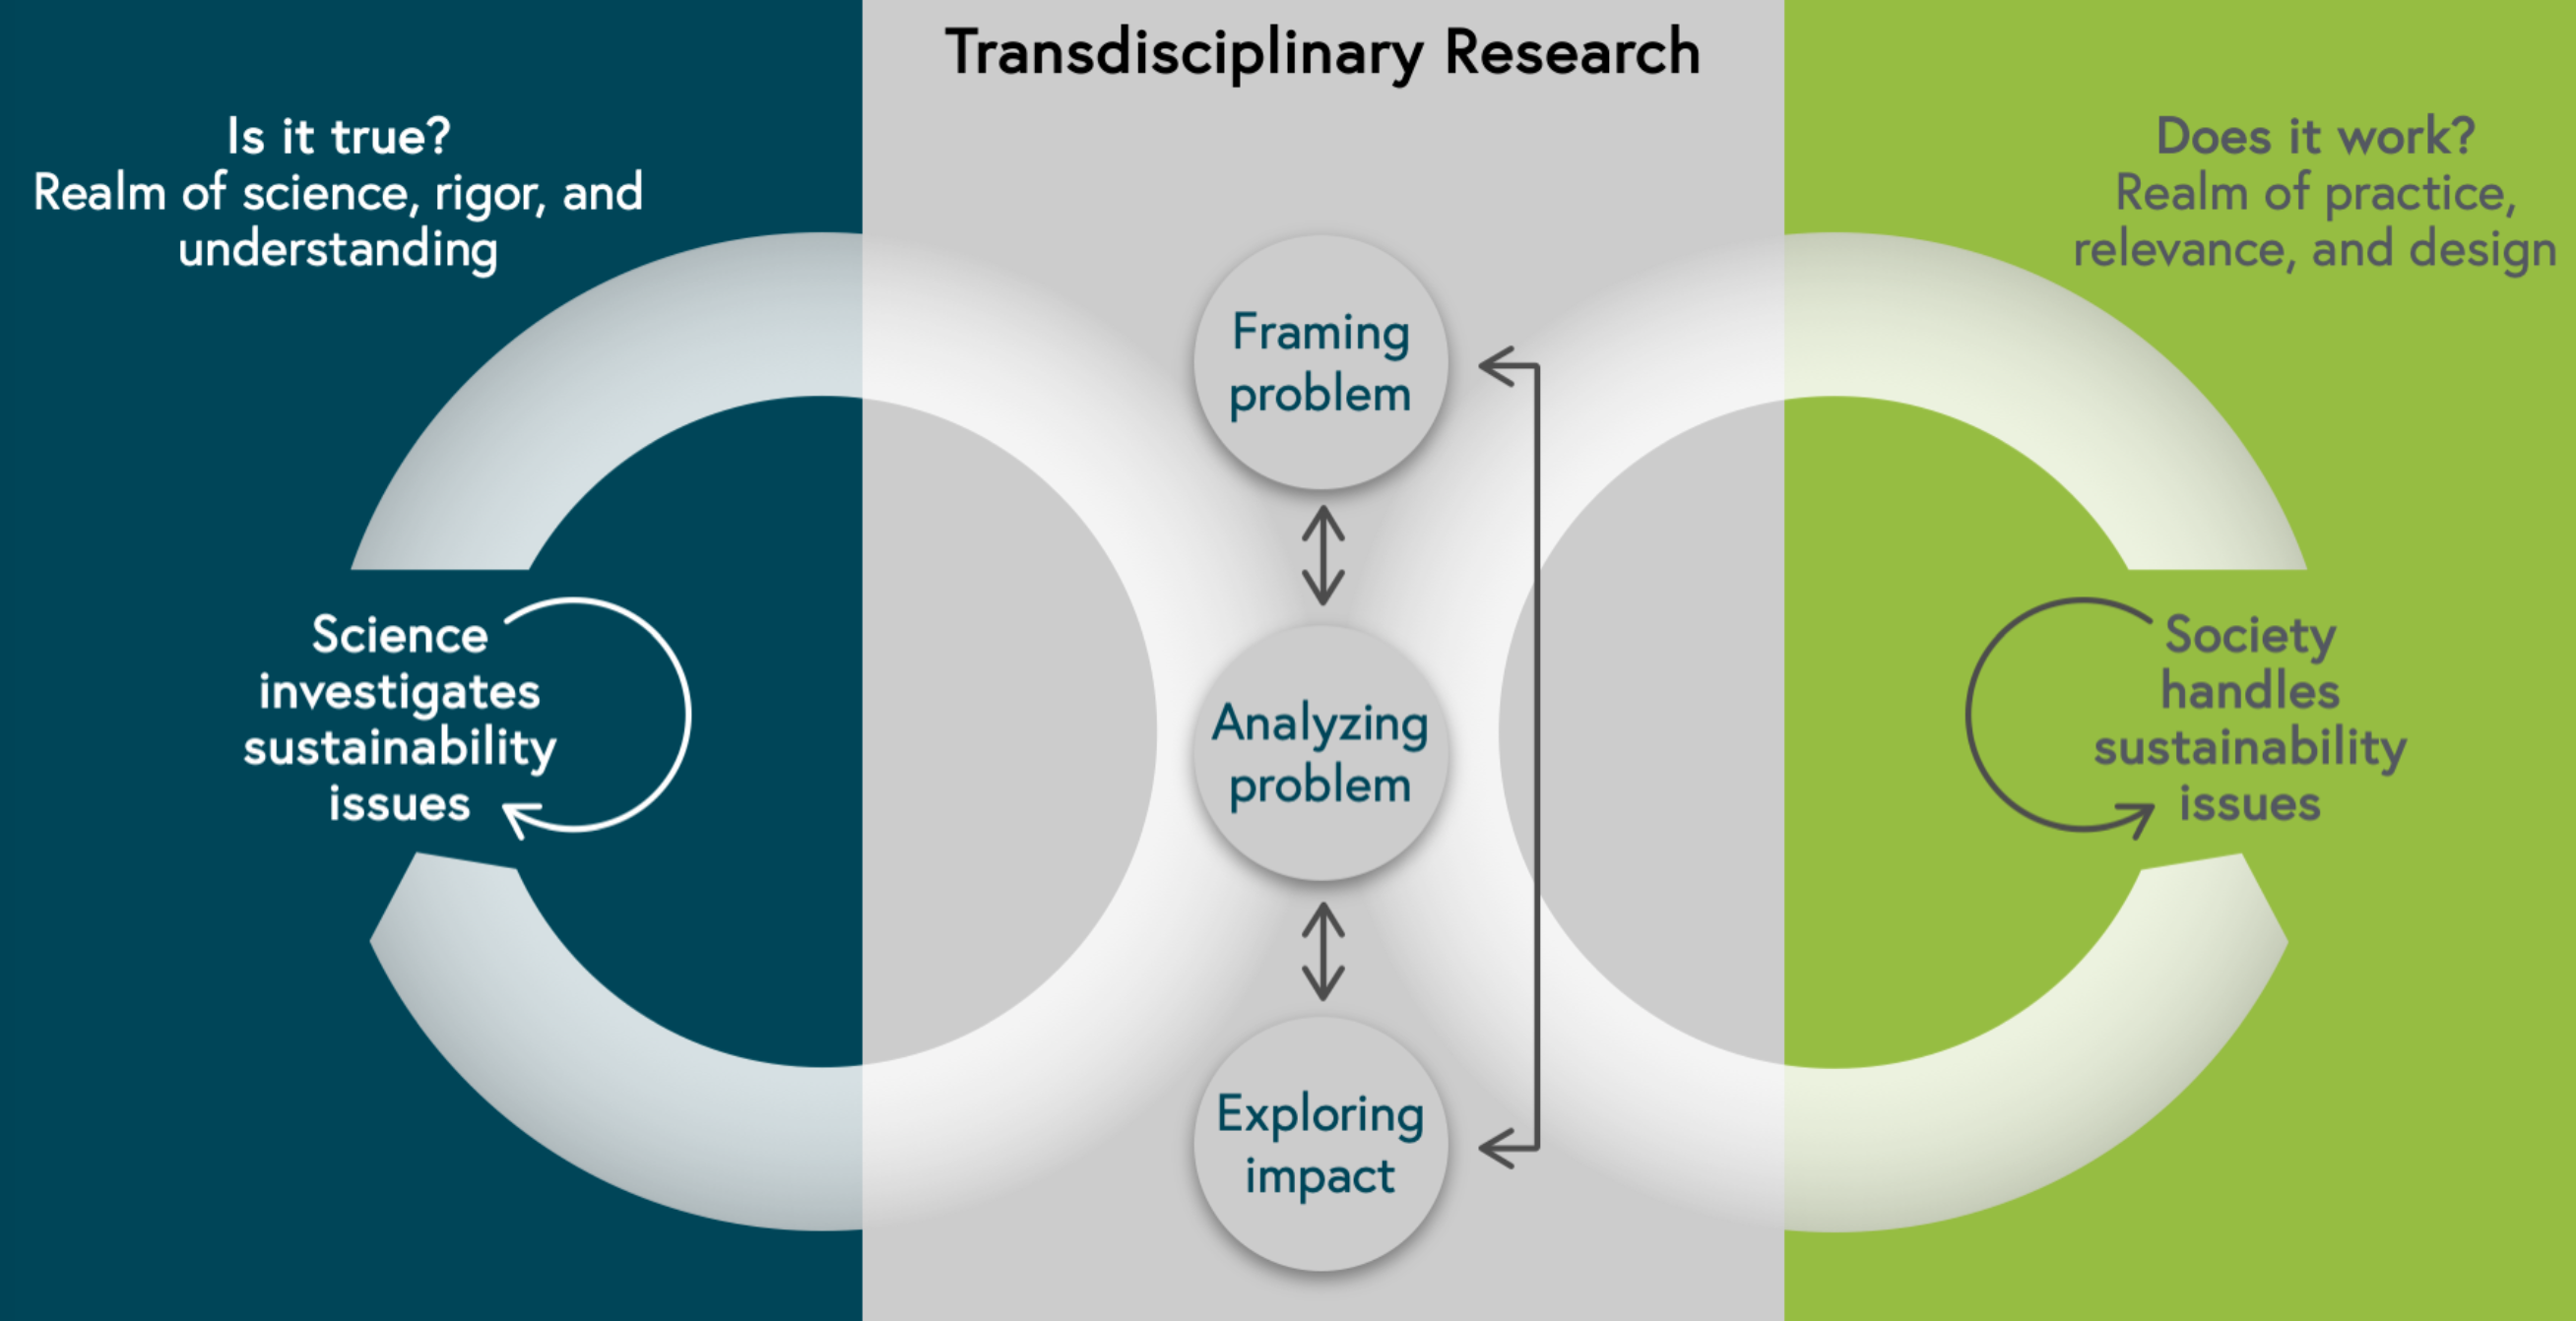 Transdisciplinary Research
Is it true?
Realm of science, rigor, and
understanding
Does it work?
Realm of practice,
relevance, and design
Framing
problem
Science
investigates
sustainability
issues
Analyzing
problem
Society
handles
sustainability
issues
Exploring
impact